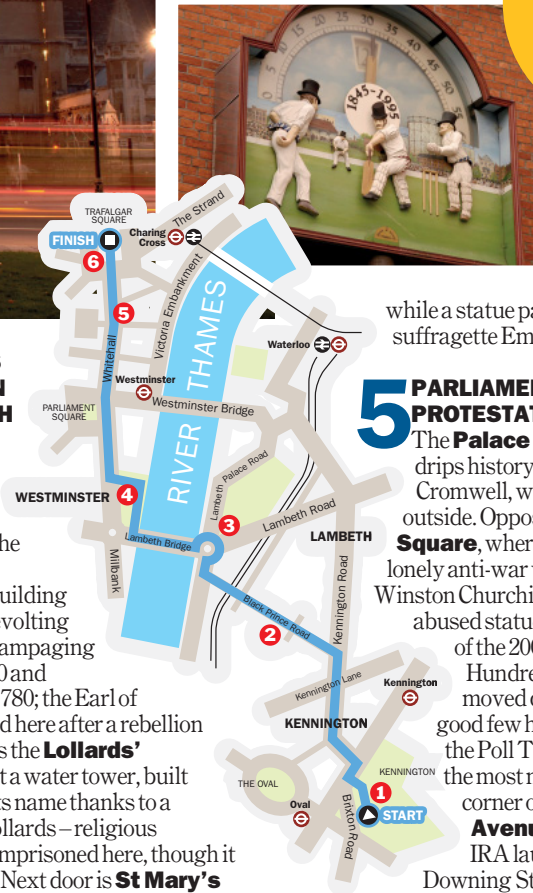 1845-1995
TRAFALGAR
SQUARE
FINISH
Charing
Cross
The Strand
6
5
Victoria Embankment
Whitehall
RIVER THAMES
Waterloo
Westminster
Westminster Bridge
PARLIAMENT
SQUARE
WESTMINSTER
4
Lambeth
Palace Road
3
Lambeth Road
LAMBETH
Lambeth Bridge
Millbank
Black Prince Road
2
Kennington Road
Kennington Lane
Kennington
KENNINGTON
THE OVAL
Oval
KENNINGTON
1
START
Brixton Road
N
H
he
uilding
evolting
ampaging
0 and
780; the Earl of
d here after a rebellion
s the Lollards’
t a water tower, built
ts name thanks to a
ollards – religious
mprisoned here, though it
Next door is St Mary’s
while a statue pa
suffragette Em
5 PARLIAMEN
PROTESTAT
The Palace
drips history
Cromwell, w
outside. Oppos
Square, wher
lonely anti-war
Winston Churchi
abused statu
of the 200
Hundre
moved o
good few h
the Poll T
the most n
corner o
Avenu
IRA lau
Downing St